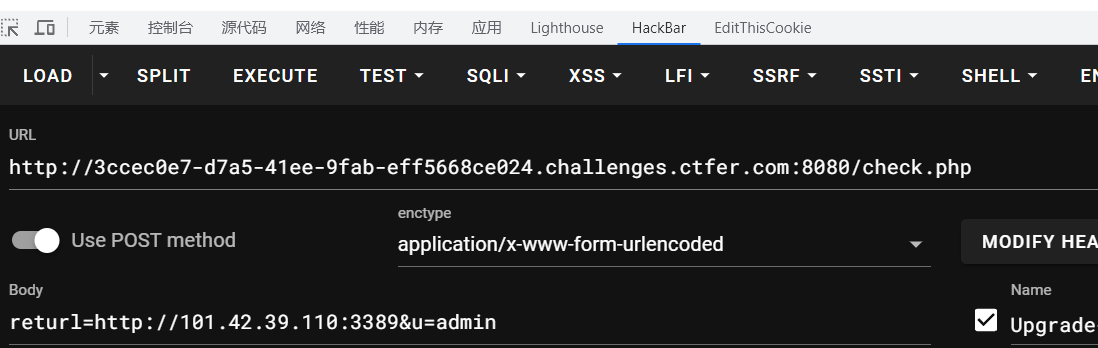 元素 控制台 源代码 网络 性能 内存 应用 Lighthouse HackBar EditThisCookie
LOAD SPLIT EXECUTE TEST SQLI XSS LFI SSRF SSTI SHELL
URL
http://3ccec0e7-d7a5-41ee-9fab-eff5668ce024.challenges.ctfer.com:8080/check.php
enctype
Use POST method application/x-www-form-urlencoded MODIFY HEA
Body Name
returl=http://101.42.39.110:3389&u=admin Upgrade-